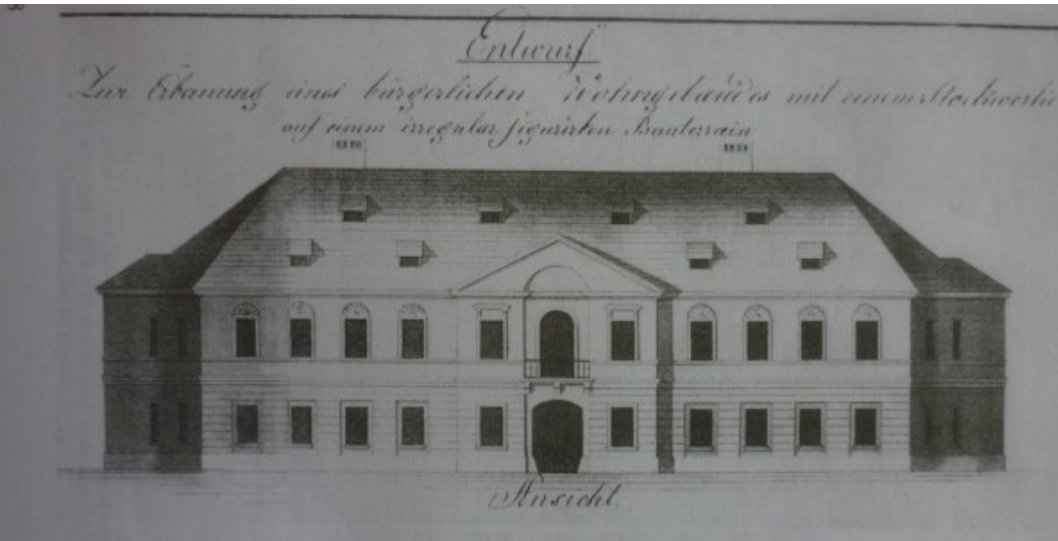 Entwurf
Zur Erbauung eines bürgerlichen Wohngebäudes mit einem Stockwerke
auf einem irregulär figurirten Bauterrain
Ansicht.